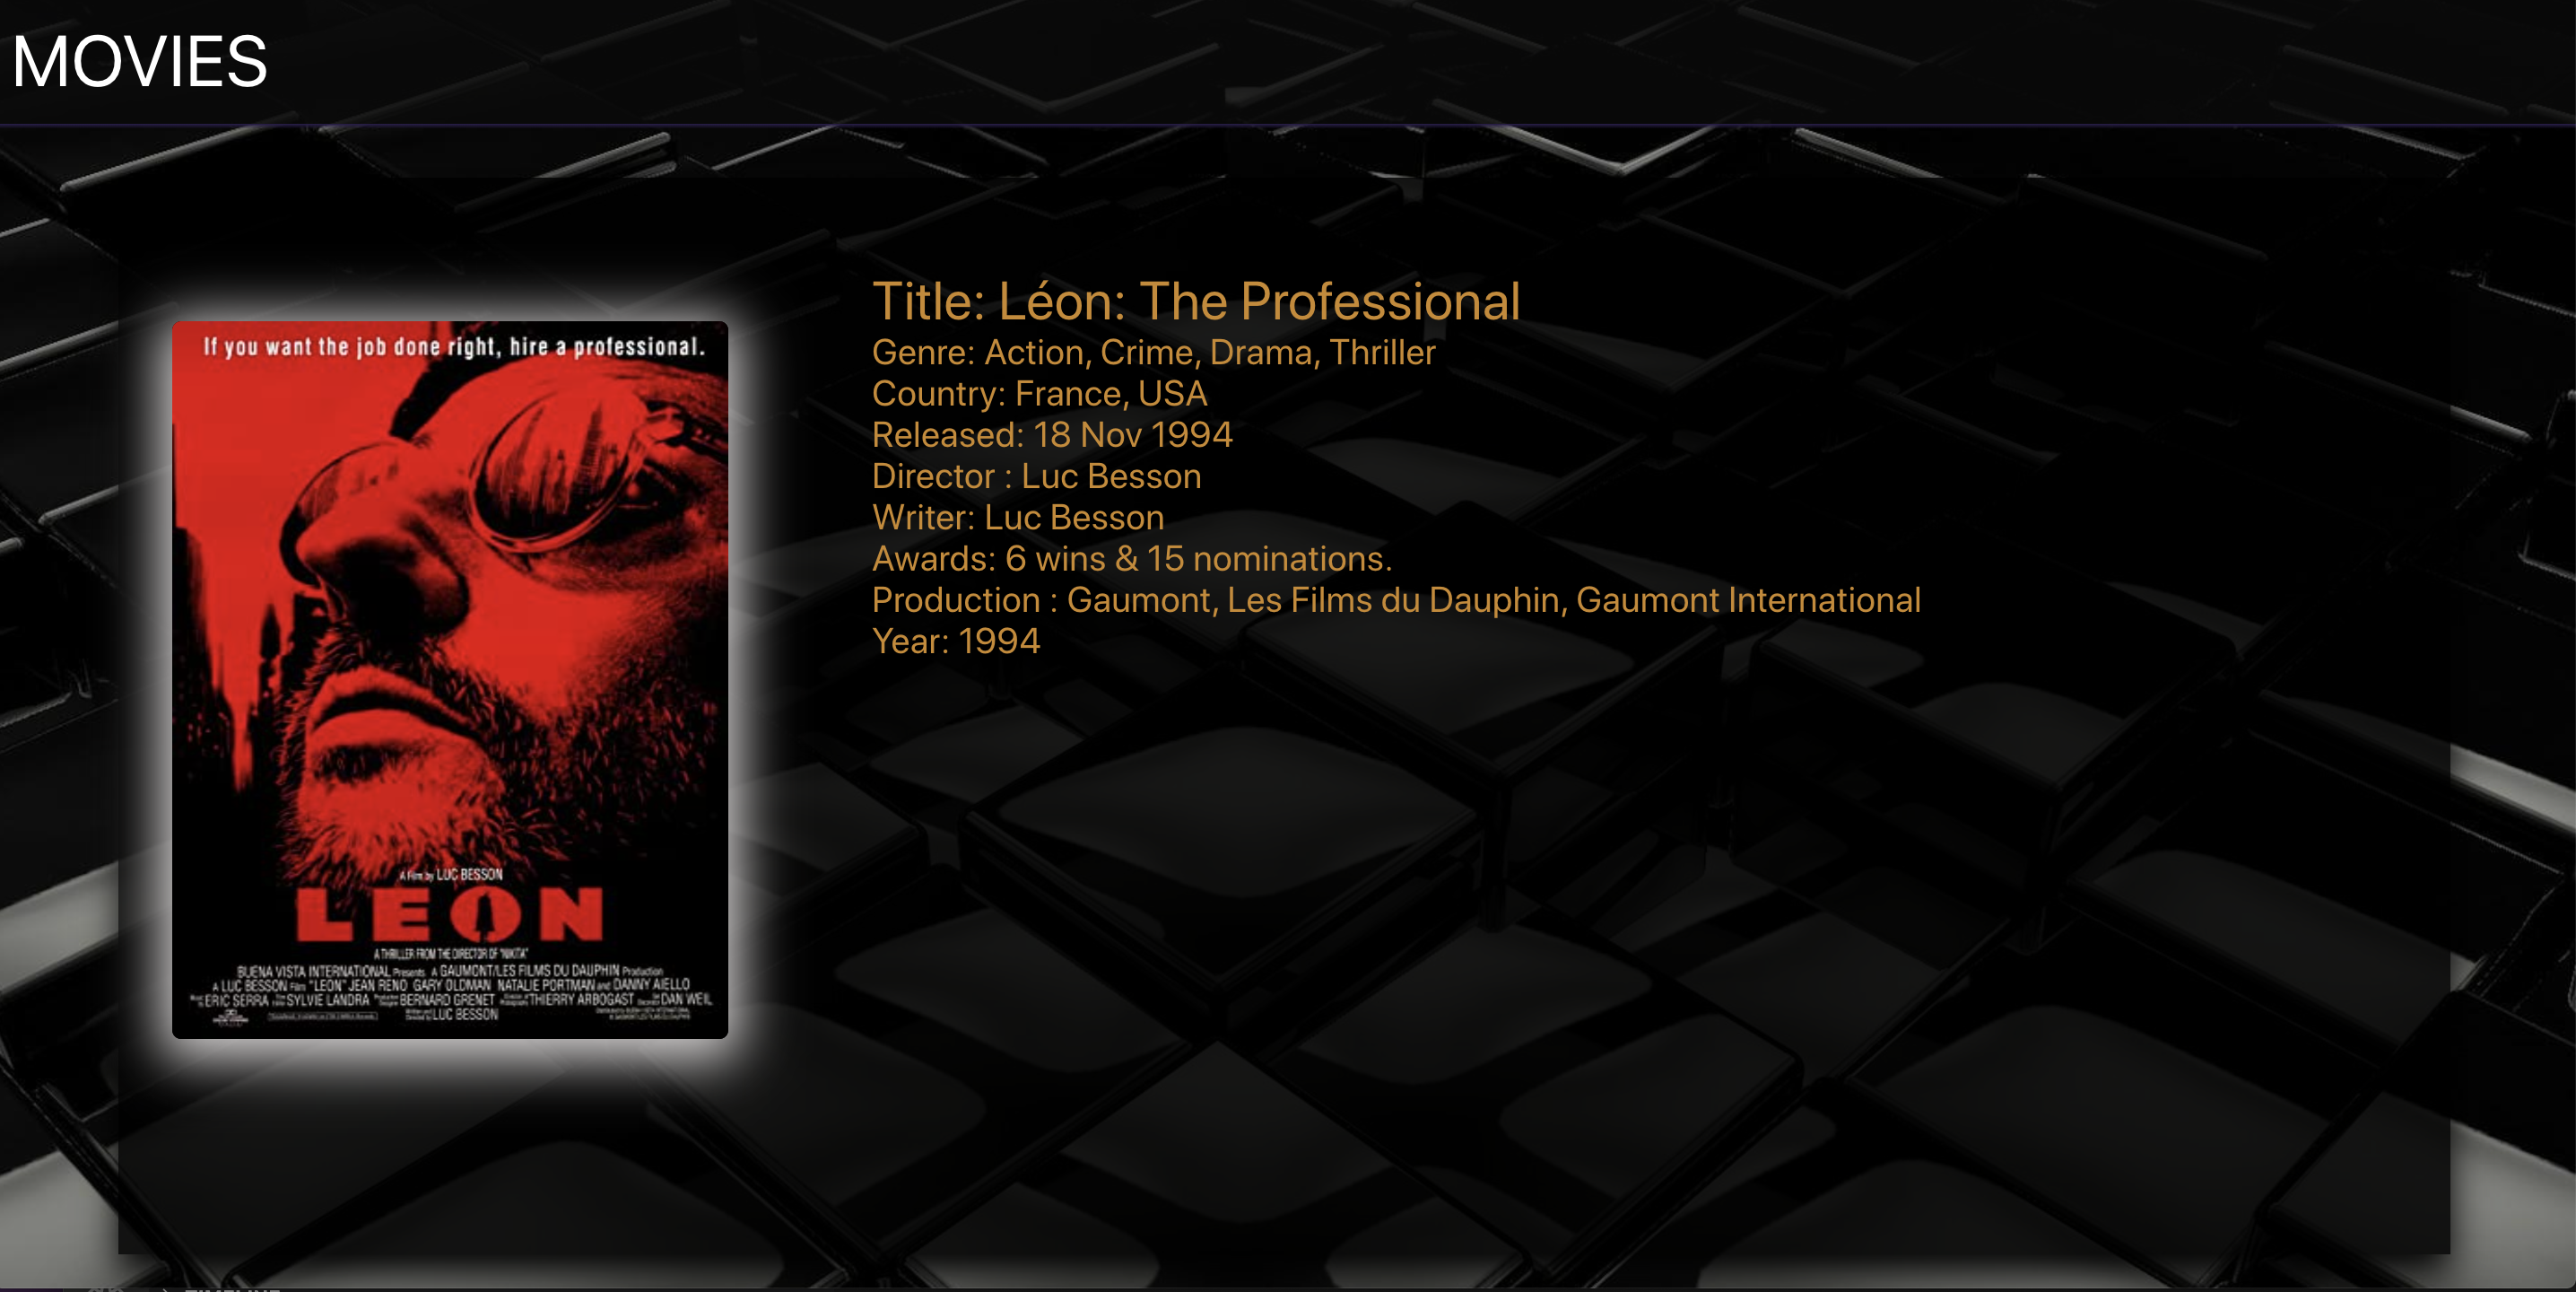 MOVIES
If you want the job done right, hire a professional.
A Film by LUC BESSON
LEON
A THRILLER FROM THE DIRECTOR OF "NIKITA"
BUENA VISTA INTERNATIONAL Presents A GAUMONT/LES FILMS DU DAUPHIN Production
A LUC BESSON Film "LEON" JEAN RENO GARY OLDMAN NATALIE PORTMAN and DANNY AIELLO
ERIC SERRA SYLVIE LANDRA BERNARD GRENET THIERRY ARBOGAST DAN WEIL
LUC BESSON
Title: Léon: The Professional
Genre: Action, Crime, Drama, Thriller
Country: France, USA
Released: 18 Nov 1994
Director : Luc Besson
Writer: Luc Besson
Awards: 6 wins & 15 nominations.
Production : Gaumont, Les Films du Dauphin, Gaumont International
Year: 1994